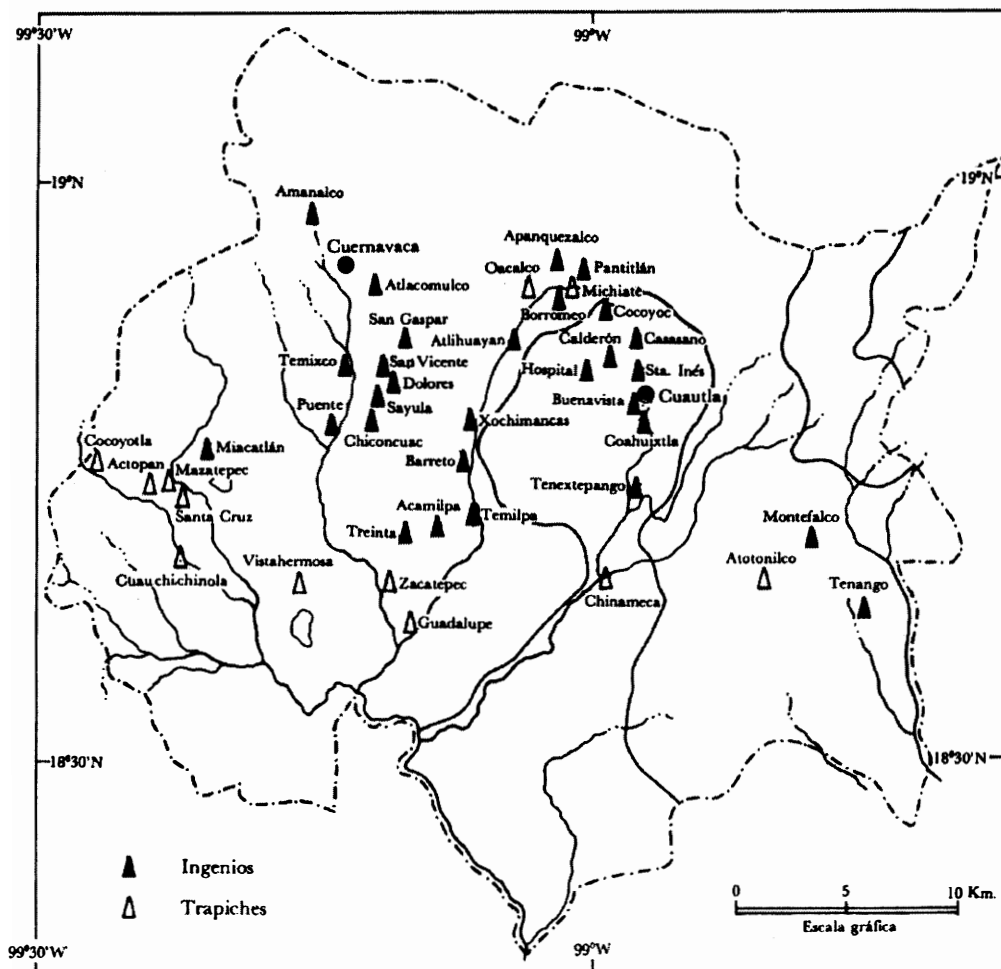 99°30'W
99°W
19°N
19°N
Amanalco
Cuernavaca
Atlacomulco
Apanquezalco
Oacalco
Pantitlán
Michiate
Borromeo
Cocoyoc
San Gaspar
Atlihuayan
Calderón
Casasano
Temixco
San Vicente
Hospital
Sta. Inés
Dolores
Buenavista
Cuautla
Sayula
Puente
Chiconcuac
Xochimancas
Coahuixtla
Cocoyotla
Miacatlán
Actopan
Mazatepec
Barreto
Santa Cruz
Tenextepango
Acamilpa
Temilpa
Treinta
Montefalco
Cuauchichinola
Vistahermosa
Zacatepec
Chinameca
Atotonilco
Tenango
Guadalupe
18°30'N
18°30'N
Ingenios
Trapiches
0 5 10 Km.
Escala gráfica
99°30'W
99°W